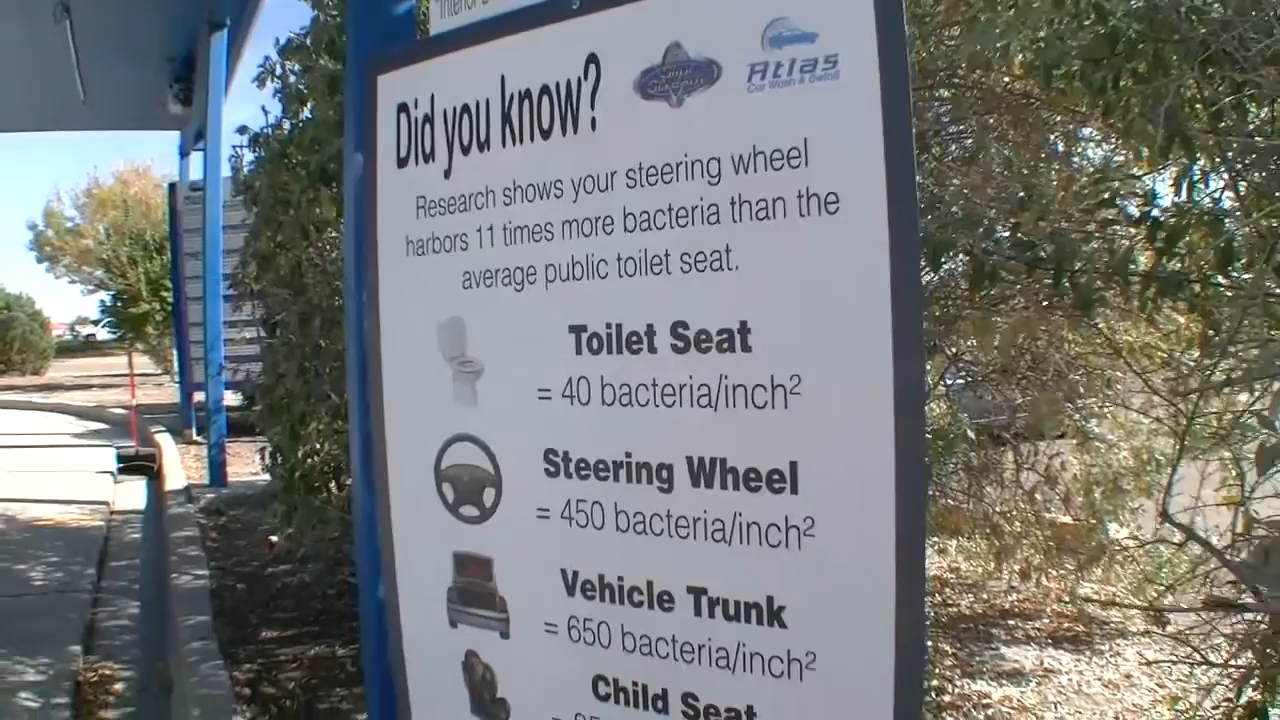 Did you know?
Atlas
Car Wash & Detail
Research shows your steering wheel
harbors 11 times more bacteria than the
average public toilet seat.
Toilet Seat
= 40 bacteria/inch²
Steering Wheel
= 450 bacteria/inch²
Vehicle Trunk
= 650 bacteria/inch²
Child Seat